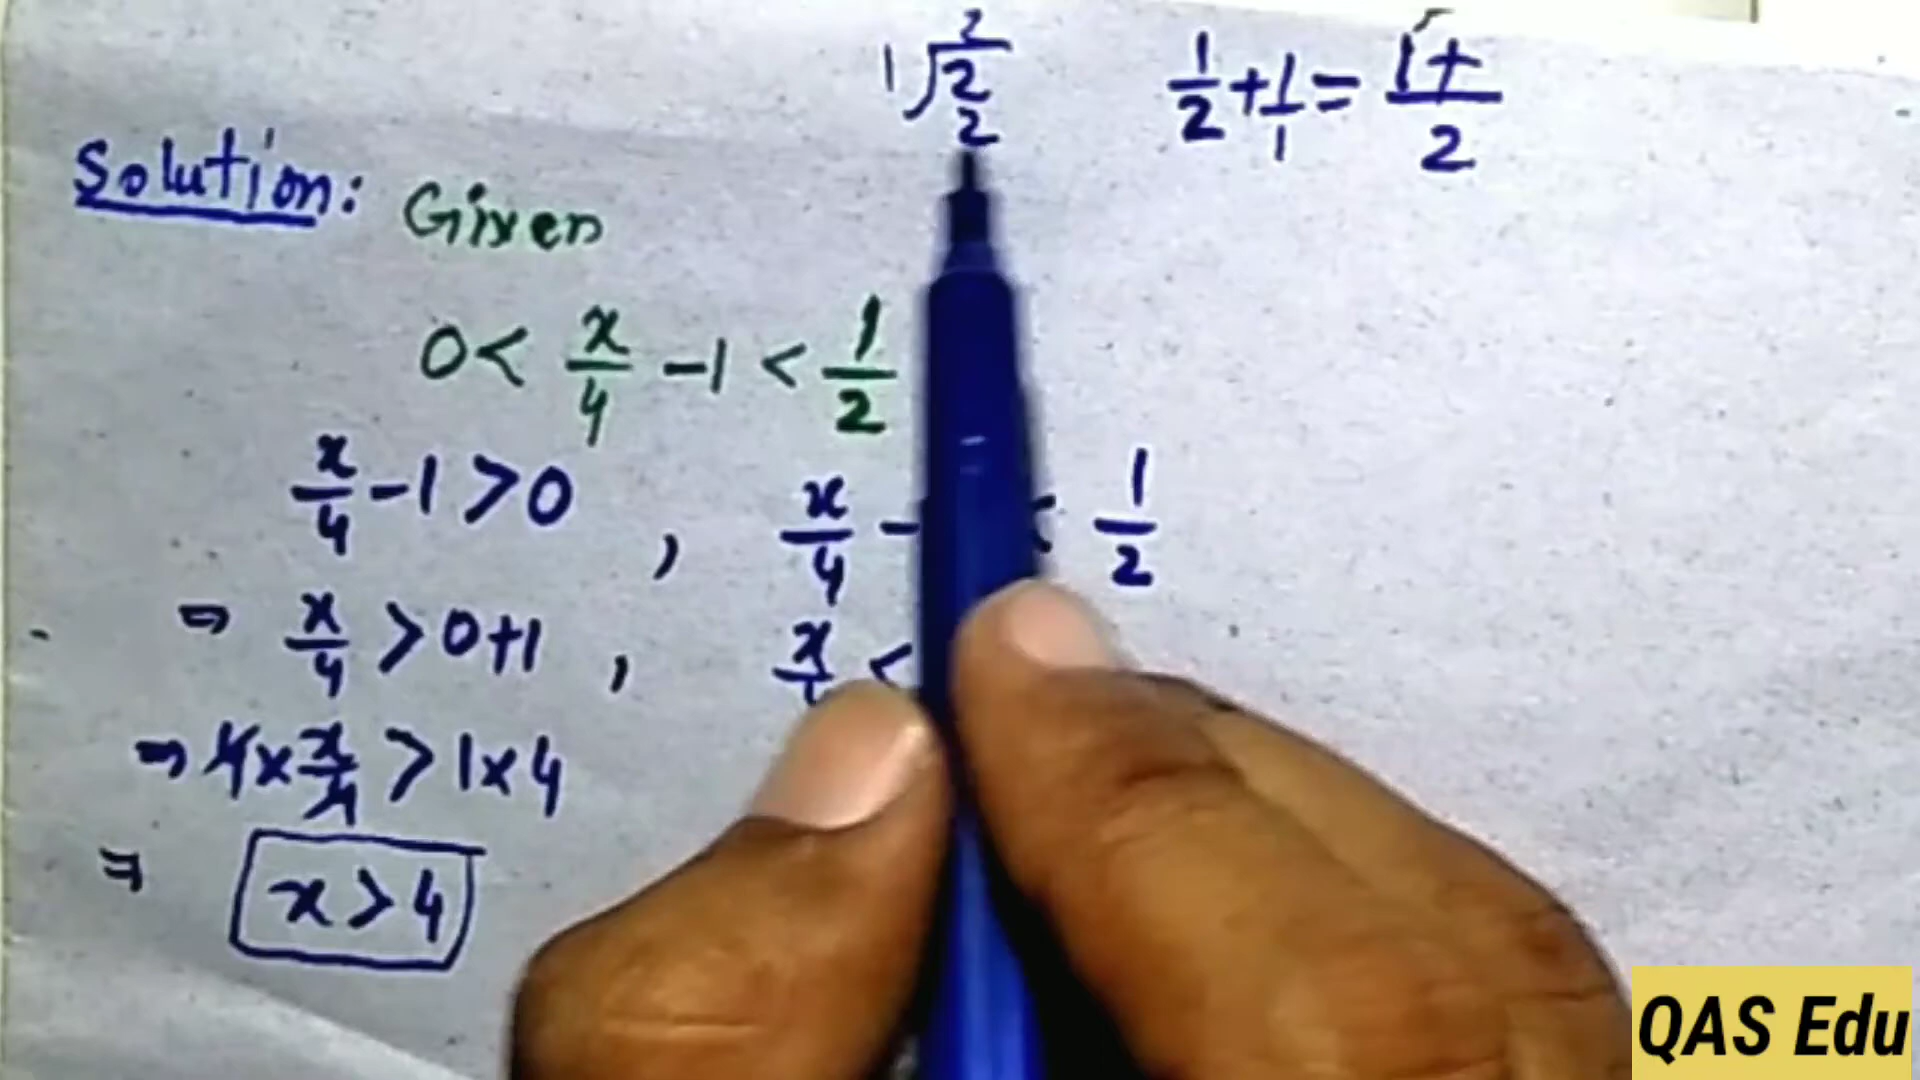 2
1√2 1/2 + 1/1 = 1+/2
2
Solution: Given
0 < x/4 - 1 < 1/2
x/4 - 1 > 0 , x/4 - < 1/2
⇒ x/4 > 0+1 , x/ <
⇒ 4 × x/4 > 1 × 4
⇒ x > 4
QAS Edu